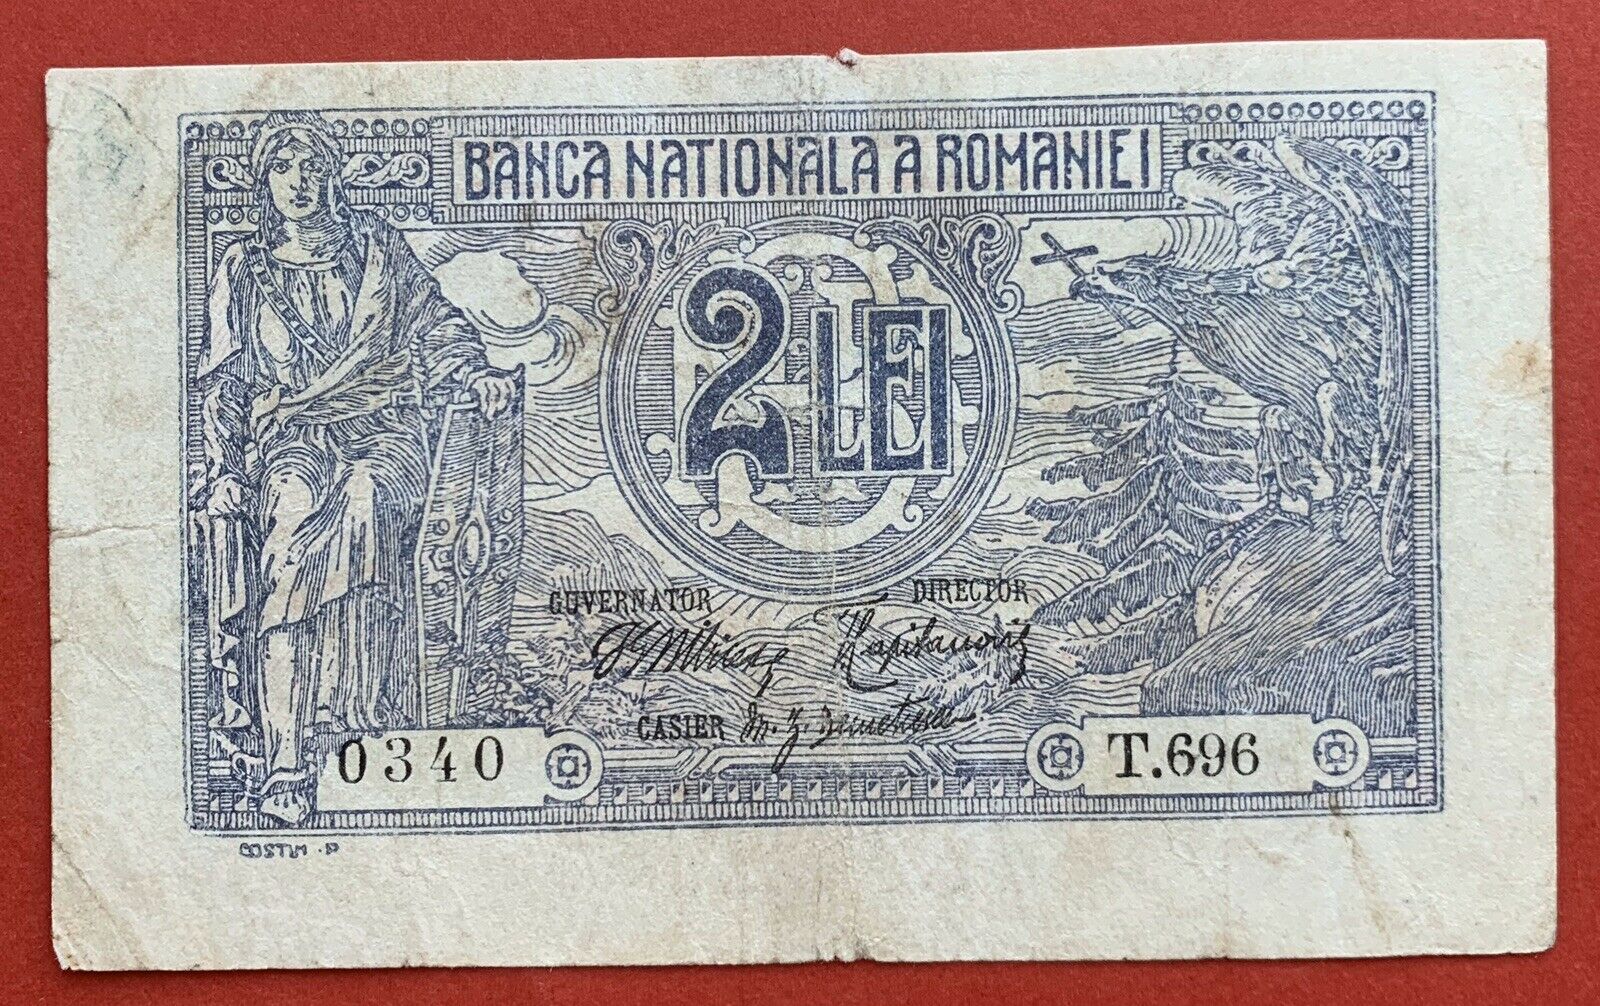 BANCA NATIONALA A ROMANIEI
2 LEI
GUVERNATOR
DIRECTOR
CASIER
0340
T.696
COSTIN · P